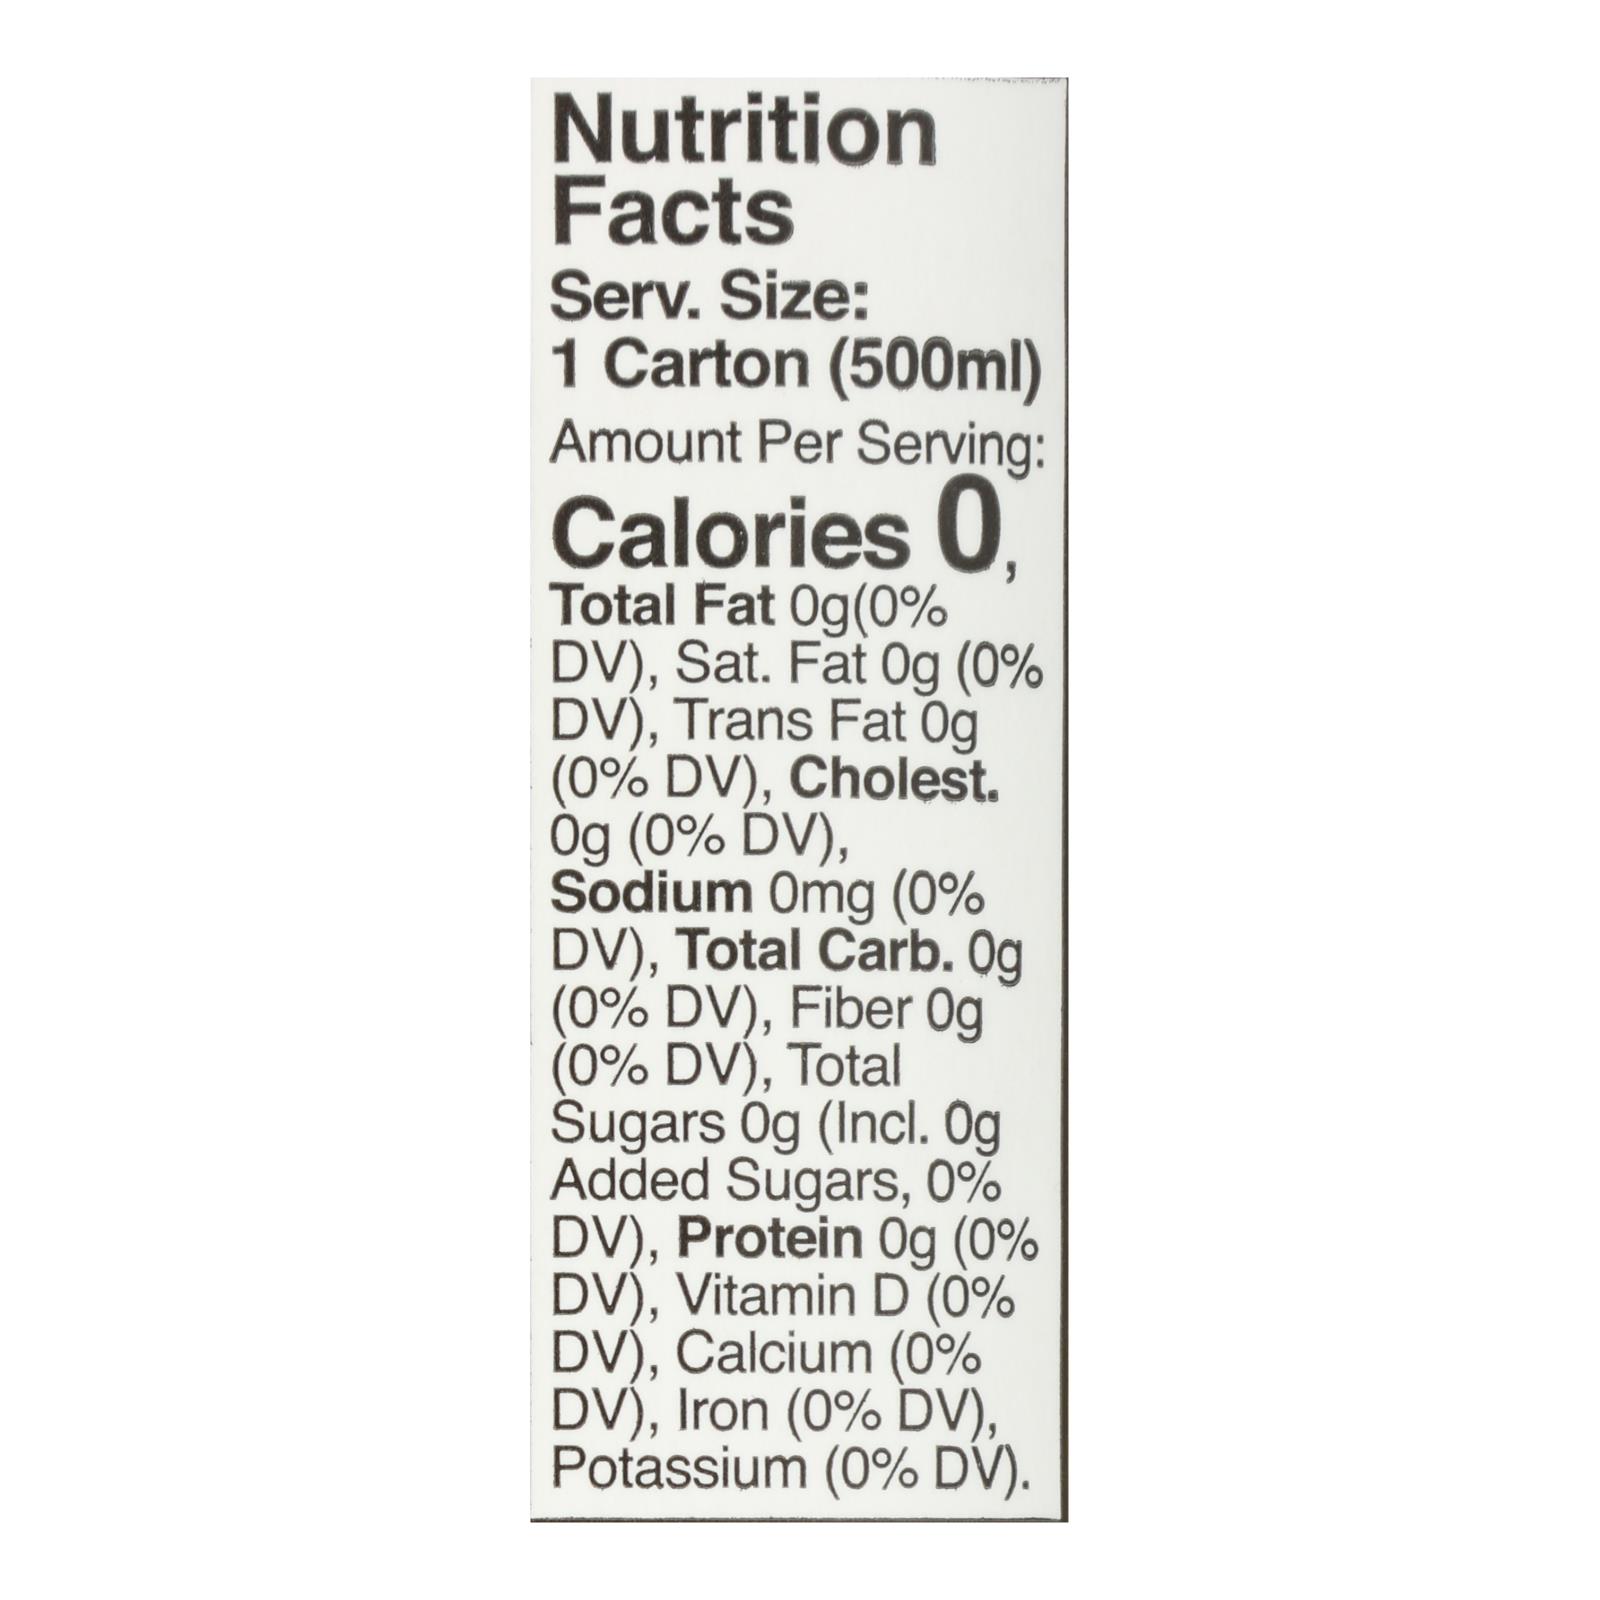 Nutrition
Facts
Serv. Size:
1 Carton (500ml)
Amount Per Serving:
Calories 0,
Total Fat 0g(0%
DV), Sat. Fat 0g (0%
DV), Trans Fat 0g
(0% DV), Cholest.
0g (0% DV),
Sodium 0mg (0%
DV), Total Carb. 0g
(0% DV), Fiber 0g
(0% DV), Total
Sugars 0g (Incl. 0g
Added Sugars, 0%
DV), Protein 0g (0%
DV), Vitamin D (0%
DV), Calcium (0%
DV), Iron (0% DV),
Potassium (0% DV).